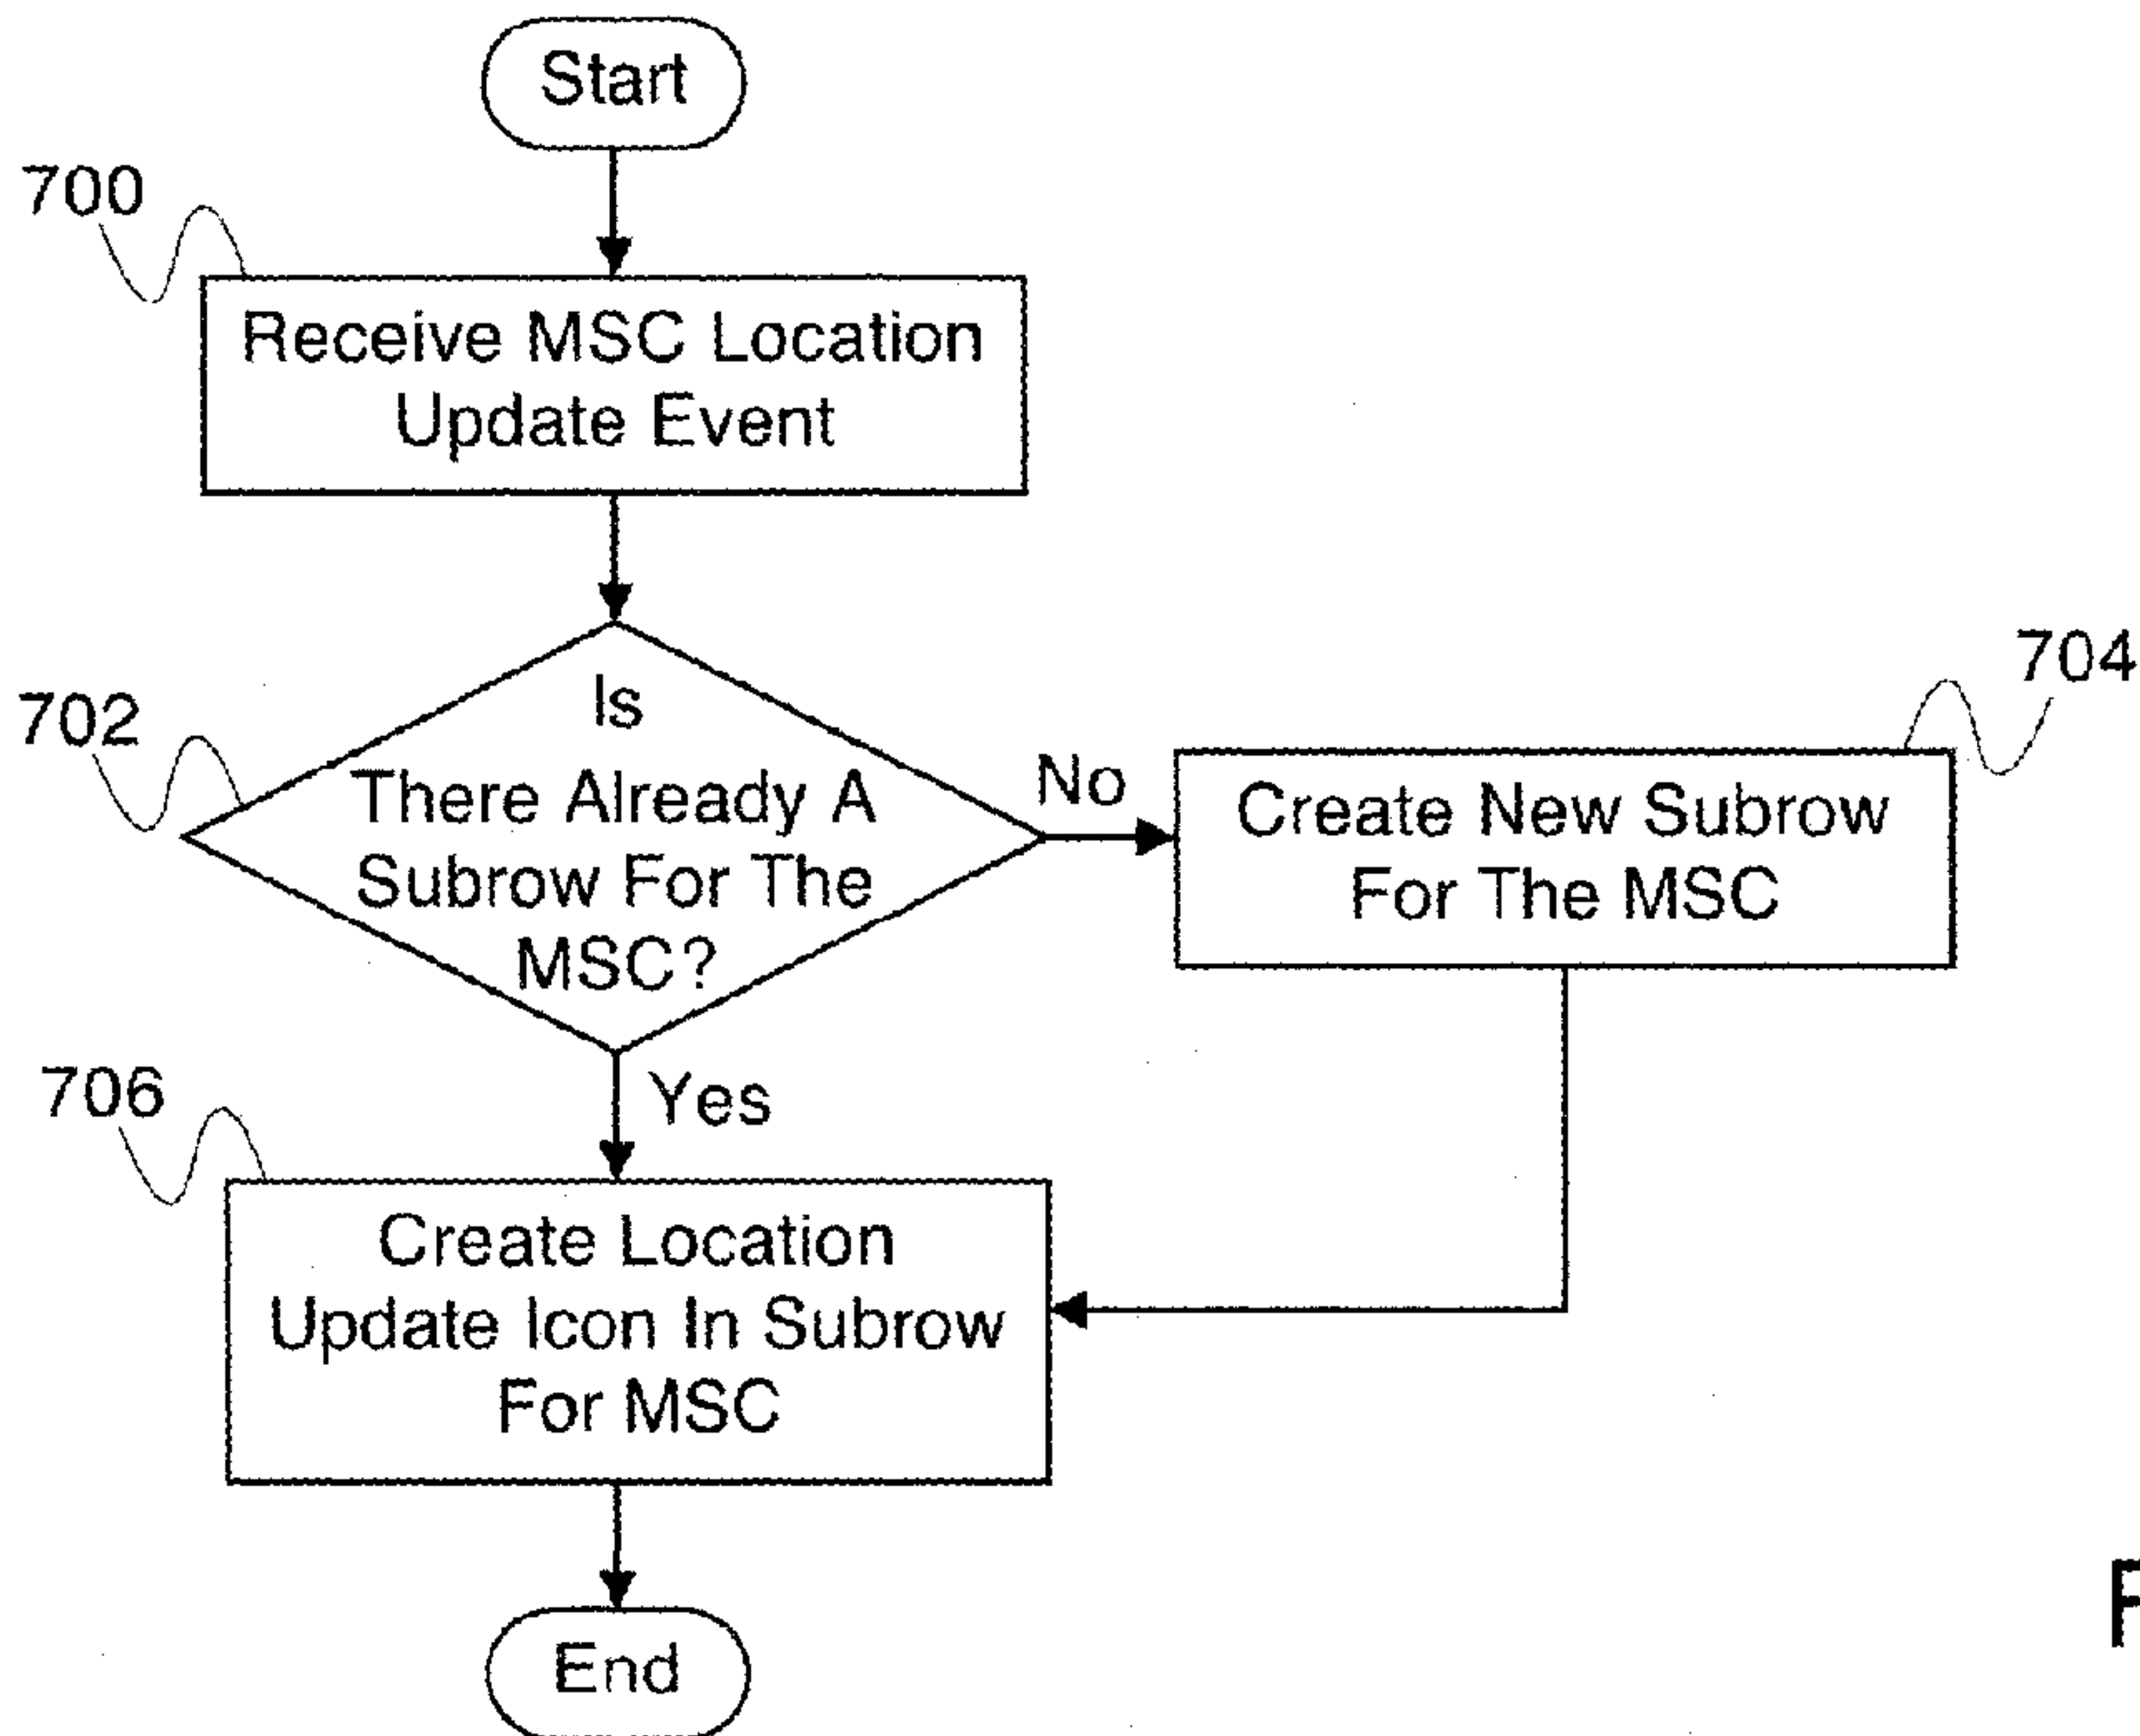 Start
700
Receive MSC Location
Update Event
702
Is
There Already A
Subrow For The
MSC?
No
704
Create New Subrow
For The MSC
Yes
706
Create Location
Update Icon In Subrow
For MSC
End